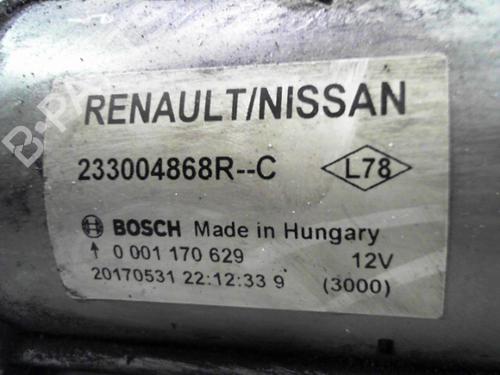 RENAULT/NISSAN
233004868R--C L78
BOSCH Made in Hungary
0 001 170 629 12V
20170531 22:12:33 9 (3000)
B-PARTS